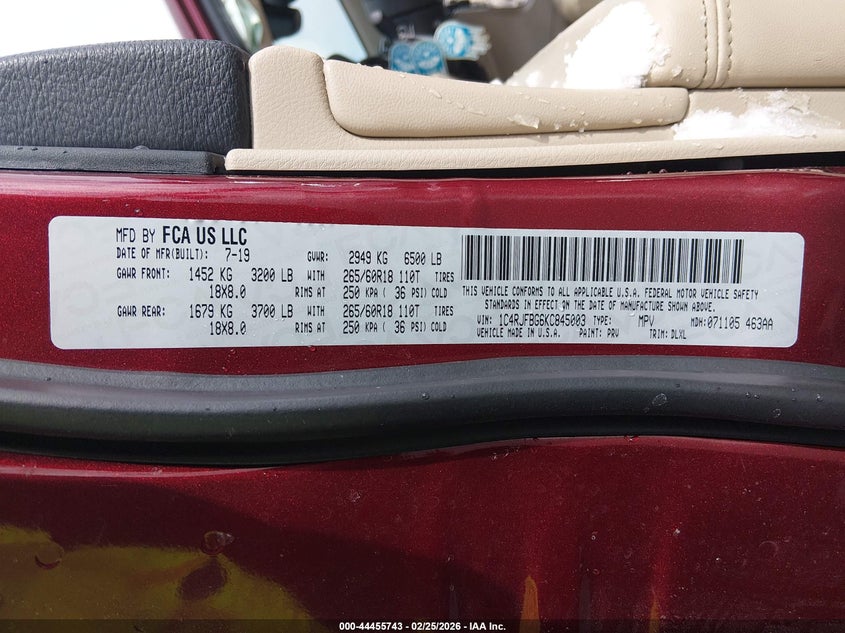 MFD BY FCA US LLC
DATE OF MFR(BUILT): 7-19 GVWR: 2949 KG 6500 LB
GAWR FRONT: 1452 KG 3200 LB WITH 265/60R18 110T TIRES
18X8.0 RIMS AT 250 KPA ( 36 PSI) COLD
GAWR REAR: 1679 KG 3700 LB WITH 265/60R18 110T TIRES
18X8.0 RIMS AT 250 KPA ( 36 PSI) COLD
THIS VEHICLE CONFORMS TO ALL APPLICABLE U.S.A. FEDERAL MOTOR VEHICLE SAFETY
STANDARDS IN EFFECT ON THE DATE OF MANUFACTURE SHOWN ABOVE.
VIN: 1C4RJFBG6KC845003 TYPE: MPV MDH: 071105 463AA
VEHICLE MADE IN U.S.A. PAINT: PRV TRIM: DLXL
000-44455743 - 02/25/2026 - IAA Inc.